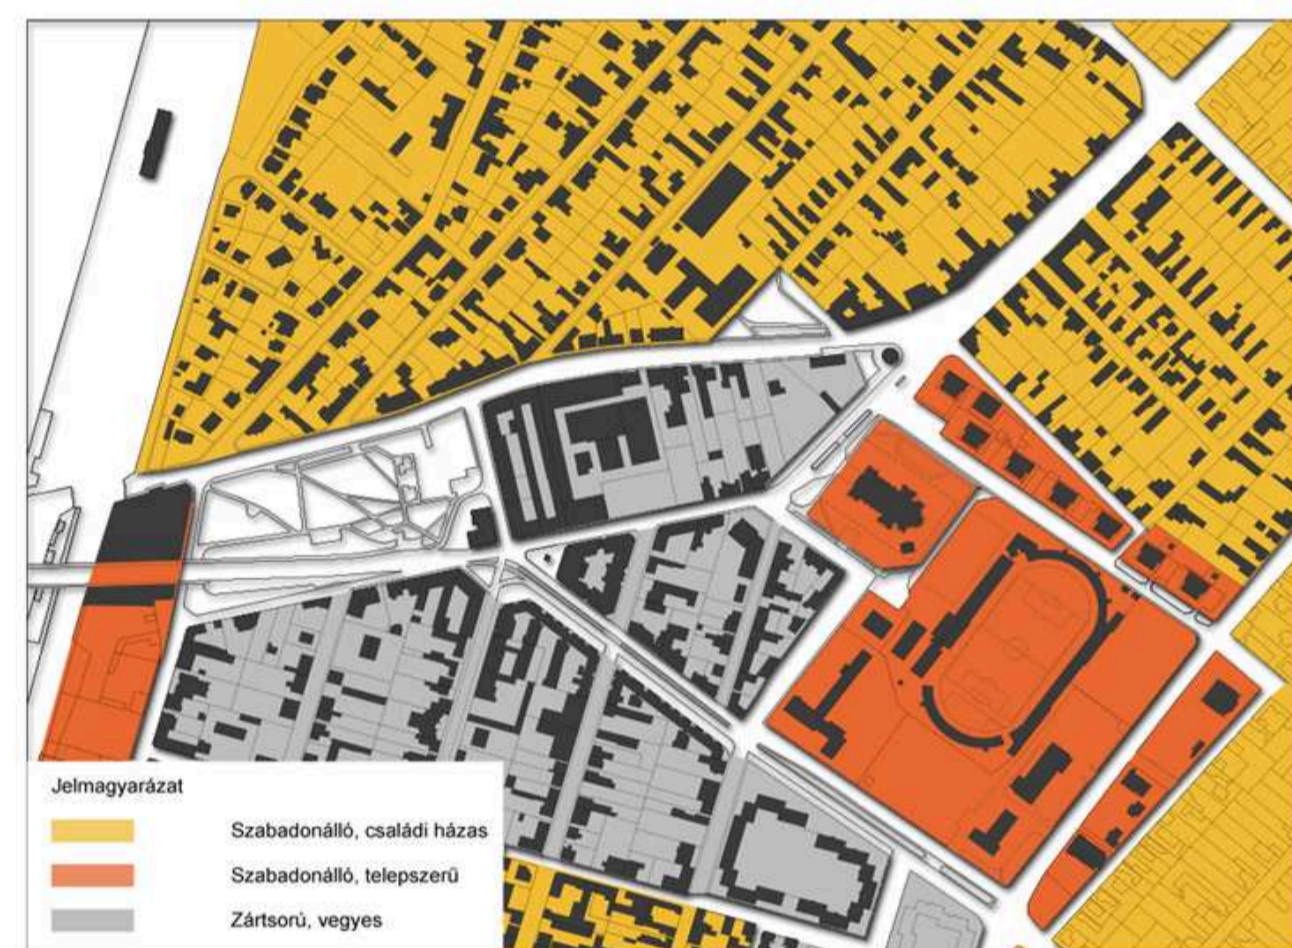 Jelmagyarázat
Szabadonálló, családi házas
Szabadonálló, telepszerű
Zártsorú, vegyes